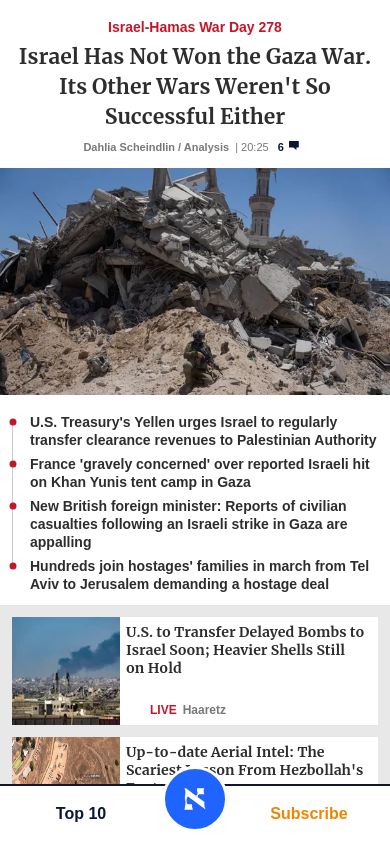 Israel-Hamas War Day 278
Israel Has Not Won the Gaza War.
Its Other Wars Weren't So
Successful Either
Dahlia Scheindlin / Analysis | 20:25 6
U.S. Treasury's Yellen urges Israel to regularly
transfer clearance revenues to Palestinian Authority
France 'gravely concerned' over reported Israeli hit
on Khan Yunis tent camp in Gaza
New British foreign minister: Reports of civilian
casualties following an Israeli strike in Gaza are
appalling
Hundreds join hostages' families in march from Tel
Aviv to Jerusalem demanding a hostage deal
U.S. to Transfer Delayed Bombs to
Israel Soon; Heavier Shells Still
on Hold
LIVE Haaretz
Up-to-date Aerial Intel: The
Scariest Lesson From Hezbollah's
Top 10
Subscribe